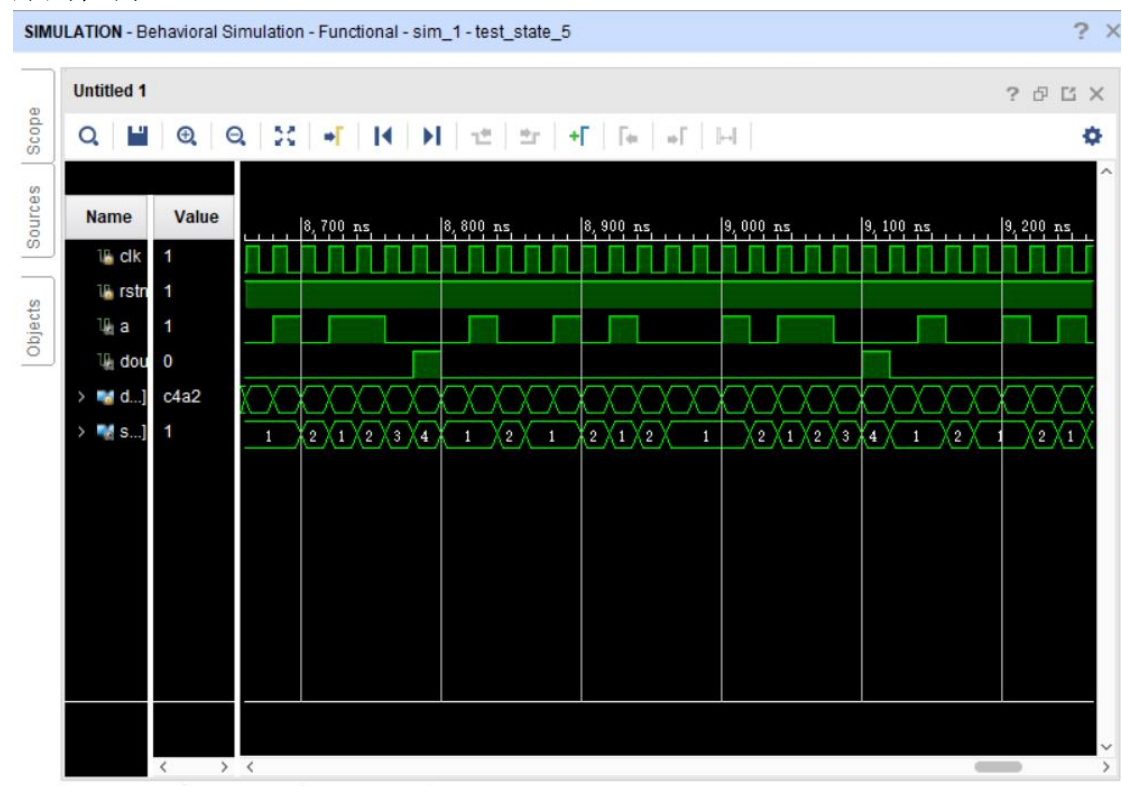 SIMULATION - Behavioral Simulation - Functional - sim_1 - test_state_5
Untitled 1
Scope
Sources
Objects
Name Value
8,700 ns 8,800 ns 8,900 ns 9,000 ns 9,100 ns 9,200 ns
clk 1
rstn 1
a 1
dou 0
d...] c4a2
s...] 1 1 2 1 2 3 4 1 2 1 2 1 2 1 2 1 2 3 4 1 2 1 2 1